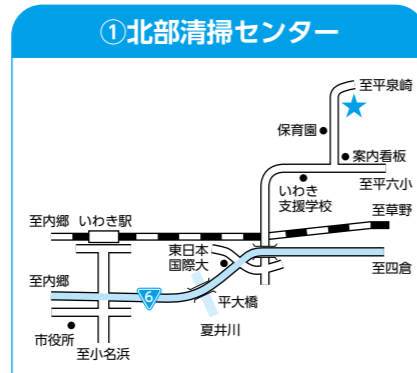 ①北部清掃センター
至平泉崎
保育園
案内看板
至平六小
いわき
支援学校
至草野
至内郷
いわき駅
東日本
国際大
至四倉
至内郷
6
平大橋
夏井川
市役所
至小名浜